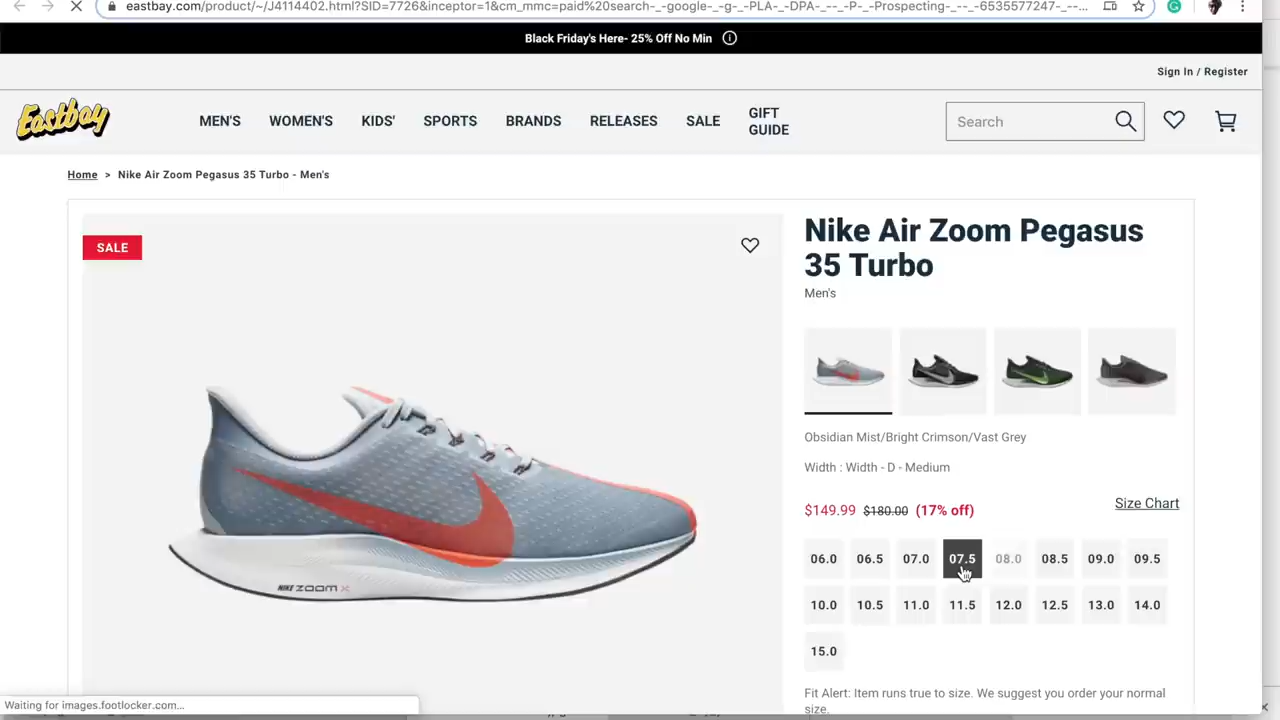 eastbay.com/product/~/J4114402.html?SID=7726&inceptor=1&cm_mmc=paid%20search-_-google-_-g-_-PLA-_-DPA-_-–-_-P-_-Prospecting-_-–-_-6535577247-_-–...
Black Friday's Here- 25% Off No Min
Sign In / Register
Eastbay
MEN'S WOMEN'S KIDS' SPORTS BRANDS RELEASES SALE GIFT GUIDE
Search
Home > Nike Air Zoom Pegasus 35 Turbo - Men's
SALE
Nike Air Zoom Pegasus
35 Turbo
Men's
Obsidian Mist/Bright Crimson/Vast Grey
Width : Width - D - Medium
$149.99 $180.00 (17% off) Size Chart
06.0 06.5 07.0 07.5 08.0 08.5 09.0 09.5
10.0 10.5 11.0 11.5 12.0 12.5 13.0 14.0
15.0
NIKE ZOOM X
Fit Alert: Item runs true to size. We suggest you order your normal
size.
Waiting for images.footlocker.com...